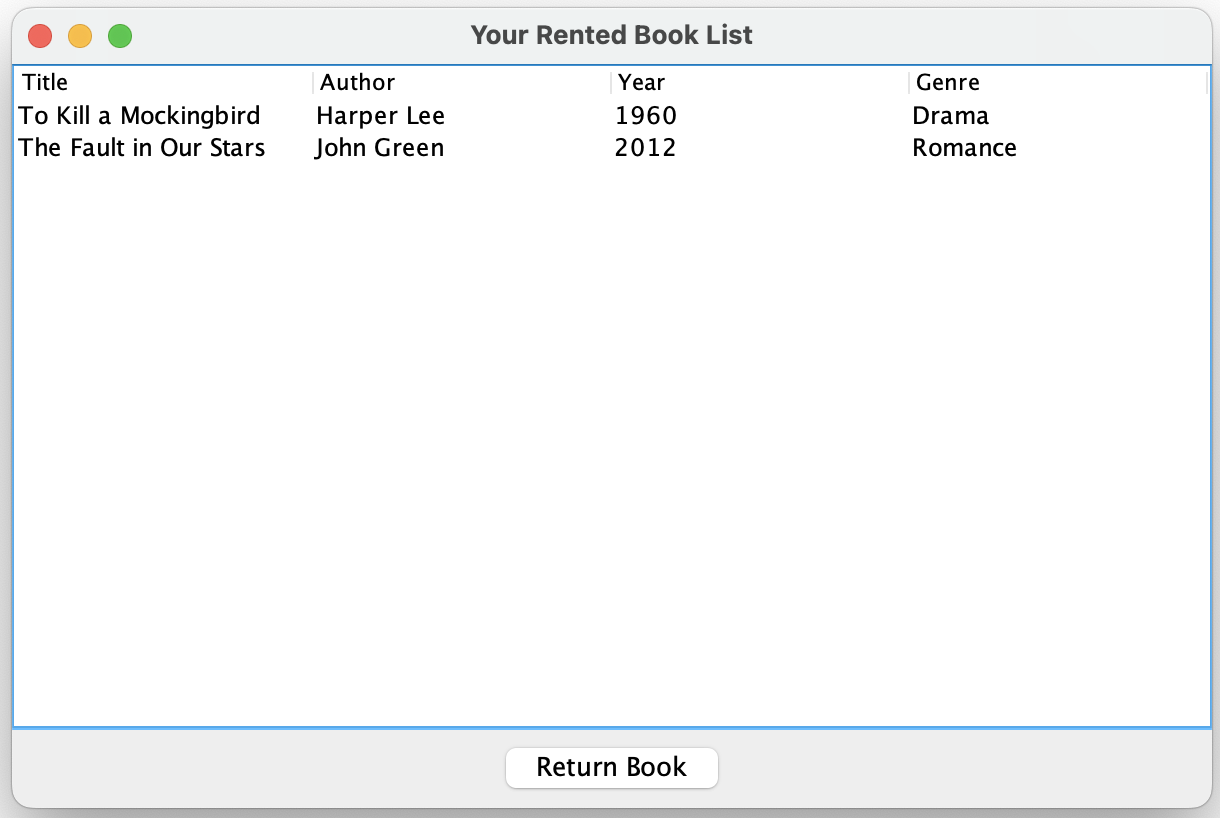 Your Rented Book List
Title Author Year Genre
To Kill a Mockingbird Harper Lee 1960 Drama
The Fault in Our Stars John Green 2012 Romance
Return Book